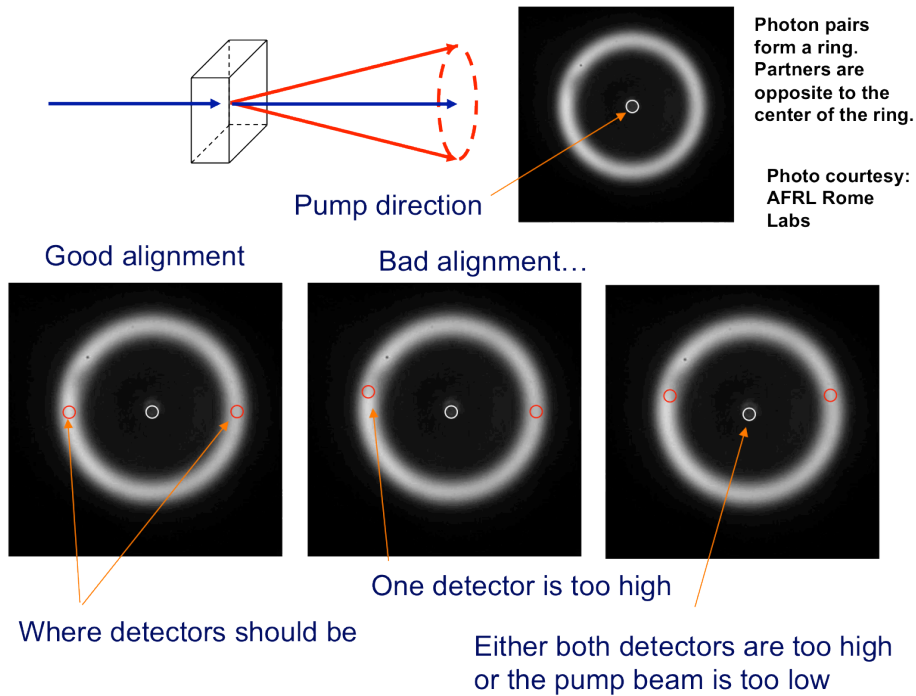 Photon pairs
form a ring.
Partners are
opposite to the
center of the ring.
Pump direction
Photo courtesy:
AFRL Rome
Labs
Good alignment
Bad alignment…
One detector is too high
Where detectors should be
Either both detectors are too high
or the pump beam is too low